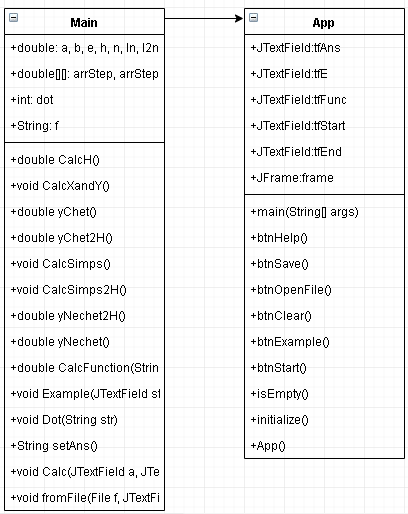 Main
+double: a, b, e, h, n, In, I2n
+double[][]: arrStep, arrStep
+int: dot
+String: f
+double CalcH()
+void CalcXandY()
+double yChet()
+double yChet2H()
+void CalcSimps()
+void CalcSimps2H()
+double yNechet2H()
+double yNechet()
+double CalcFunction(Strin
+void Example(JTextField st
+void Dot(String str)
+String setAns()
+void Calc(JTextField a, JTe
+void fromFile(File f, JTextFi
App
+JTextField:tfAns
+JTextField:tfE
+JTextField:tfFunc
+JTextField:tfStart
+JTextField:tfEnd
+JFrame:frame
+main(String[] args)
+btnHelp()
+btnSave()
+btnOpenFile()
+btnClear()
+btnExample()
+btnStart()
+isEmpty()
+initialize()
+App()